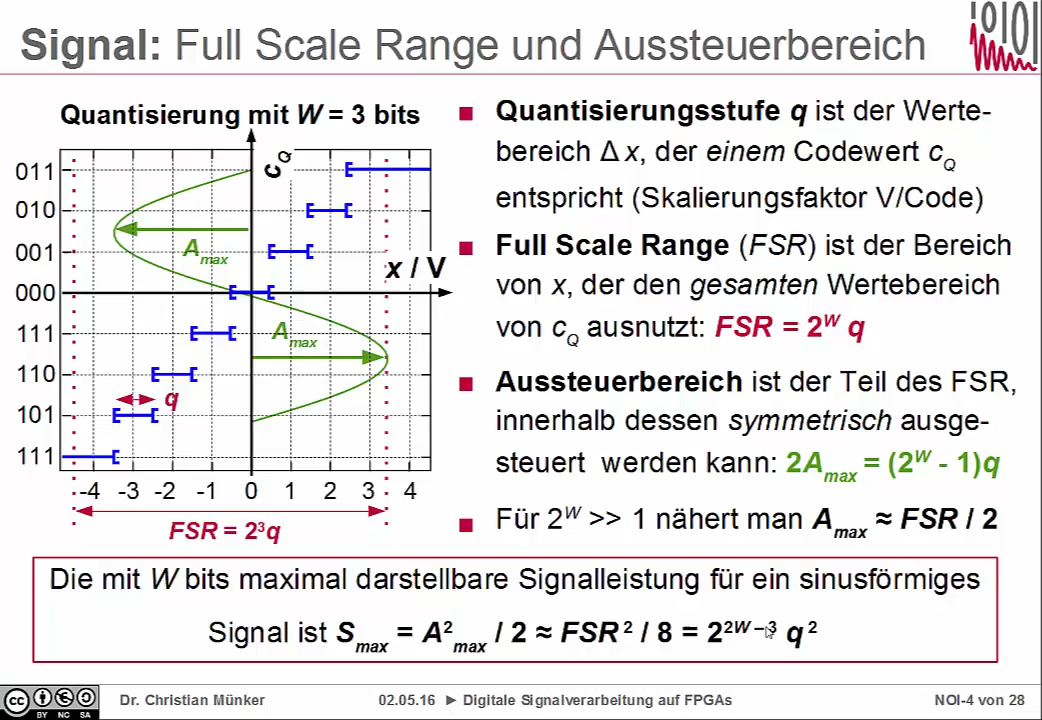 Signal: Full Scale Range und Aussteuerbereich
Quantisierung mit W = 3 bits
c_Q
011
010
001
000
111
110
101
111
A_max
x / V
A_max
q
-4 -3 -2 -1 0 1 2 3 4
FSR = 2³q
Quantisierungsstufe q ist der Werte-
bereich Δ x, der einem Codewert c_Q
entspricht (Skalierungsfaktor V/Code)
Full Scale Range (FSR) ist der Bereich
von x, der den gesamten Wertebereich
von c_Q ausnutzt: FSR = 2^W q
Aussteuerbereich ist der Teil des FSR,
innerhalb dessen symmetrisch ausge-
steuert werden kann: 2A_max = (2^W - 1)q
Für 2^W >> 1 nähert man A_max ≈ FSR / 2
Die mit W bits maximal darstellbare Signalleistung für ein sinusförmiges
Signal ist S_max = A²_max / 2 ≈ FSR² / 8 = 2^(2W–3) q²
cc BY NC SA
Dr. Christian Münker
02.05.16 ► Digitale Signalverarbeitung auf FPGAs
NOI-4 von 28